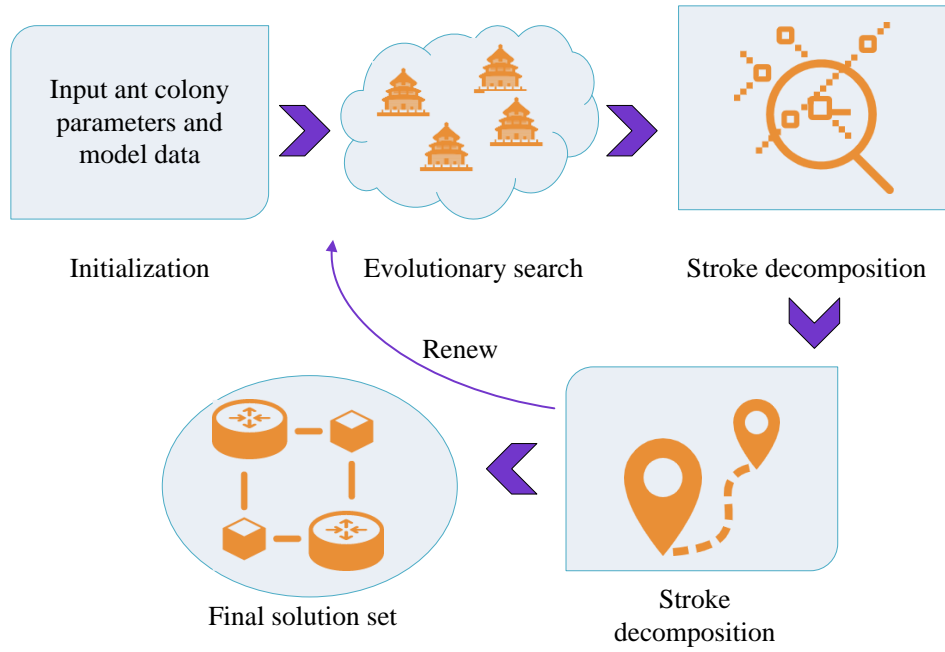 Input ant colony
parameters and
model data
Initialization
Evolutionary search
Stroke decomposition
Renew
Final solution set
Stroke
decomposition